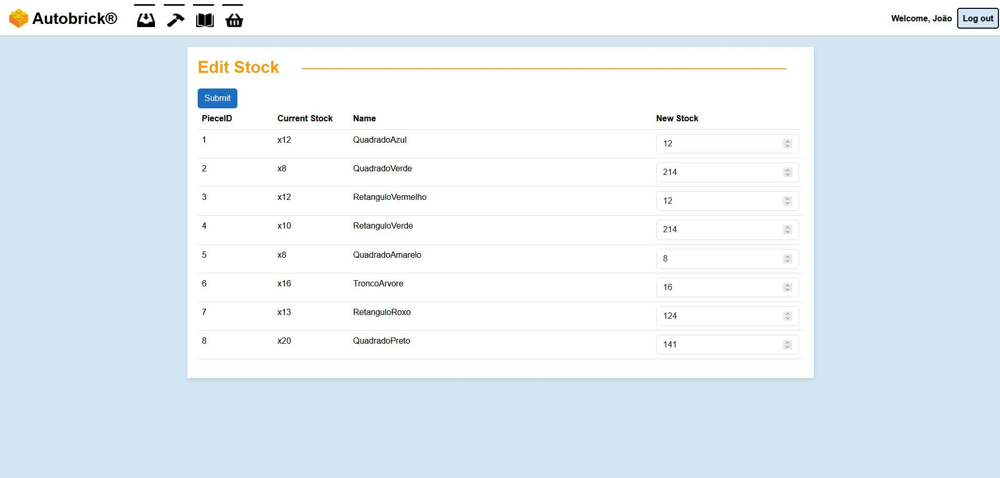 Autobrick®
Welcome, João
Log out
Edit Stock
Submit
PieceID Current Stock Name New Stock
1 x12 QuadradoAzul 12
2 x8 QuadradoVerde 214
3 x12 RetanguloVermelho 12
4 x10 RetanguloVerde 214
5 x8 QuadradoAmarelo 8
6 x16 TroncoArvore 16
7 x13 RetanguloRoxo 124
8 x20 QuadradoPreto 141